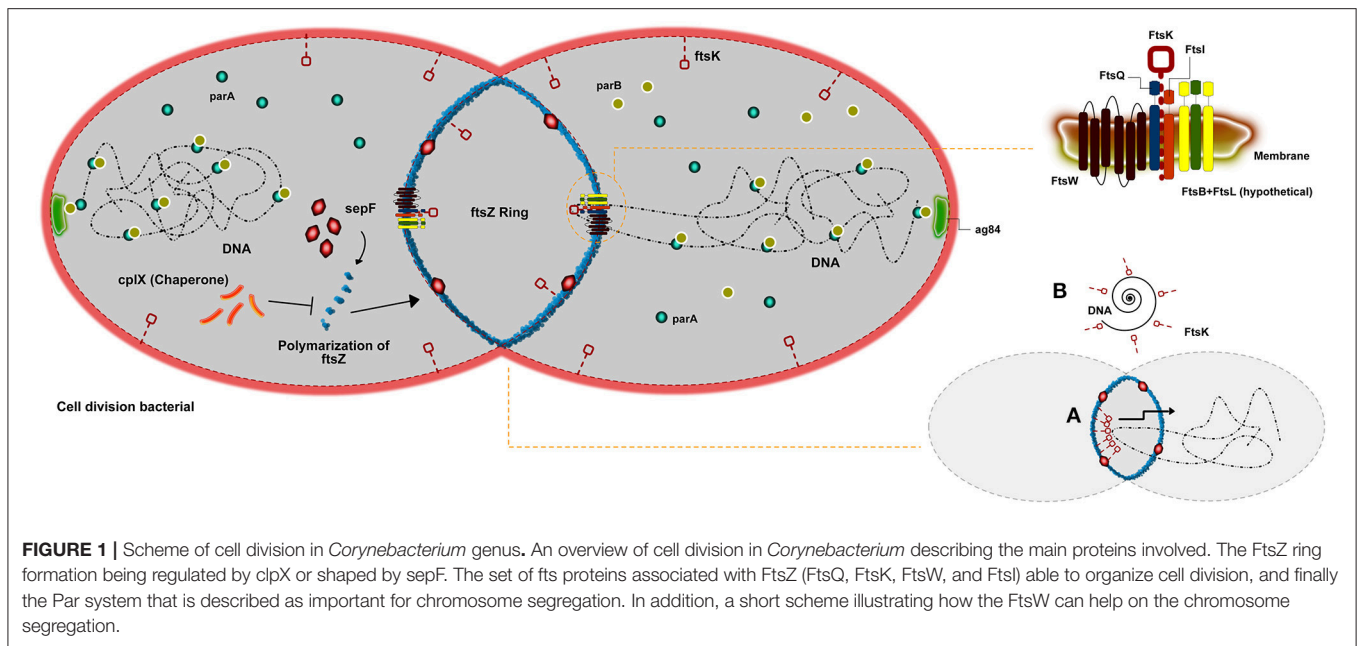 parA
ftsK
parB
sepF
ftsZ Ring
DNA
cplX (Chaperone)
Polymarization of
ftsZ
DNA
parA
ag84
Cell division bacterial
FtsK
FtsI
FtsQ
Membrane
FtsW
FtsB+FtsL (hypothetical)
B
DNA
FtsK
A
FIGURE 1 | Scheme of cell division in Corynebacterium genus. An overview of cell division in Corynebacterium describing the main proteins involved. The FtsZ ring
formation being regulated by clpX or shaped by sepF. The set of fts proteins associated with FtsZ (FtsQ, FtsK, FtsW, and FtsI) able to organize cell division, and finally
the Par system that is described as important for chromosome segregation. In addition, a short scheme illustrating how the FtsW can help on the chromosome
segregation.